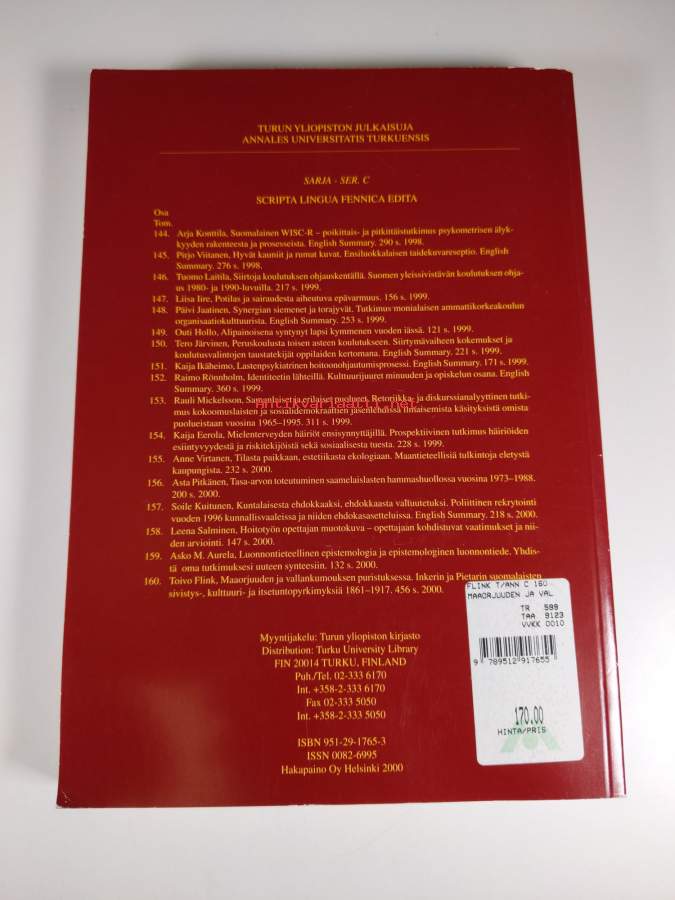 TURUN YLIOPISTON JULKAISUJA
ANNALES UNIVERSITATIS TURKUENSIS
SARJA - SER. C
SCRIPTA LINGUA FENNICA EDITA
Osa
Tom.
144. Arja Konttila, Suomalainen WISC-R – poikittais- ja pitkittäistutkimus psykometrisen älyk-
kyyden rakenteesta ja prosesseista. English Summary. 290 s. 1998.
145. Pirjo Viitanen, Hyvät kauniit ja rumat kuvat. Ensiluokkalaisen taidekuvareseptio. English
Summary. 276 s. 1998.
146. Tuomo Laitila, Siirtoja koulutuksen ohjauskentällä. Suomen yleissivistävän koulutuksen ohja-
us 1980- ja 1990-luvuilla. 217 s. 1999.
147. Liisa Iire, Potilas ja sairaudesta aiheutuva epävarmuus. 156 s. 1999.
148. Päivi Jaatinen, Synergian siemenet ja torajyvät. Tutkimus monialaisen ammattikorkeakoulun
organisaatiokulttuurista. English Summary. 253 s. 1999.
149. Outi Hollo, Alipainoisena syntynyt lapsi kymmenen vuoden iässä. 121 s. 1999.
150. Tero Järvinen, Peruskoulusta toisen asteen koulutukseen. Siirtymävaiheen kokemukset ja
koulutusvalintojen taustatekijät oppilaiden kertomana. English Summary. 221 s. 1999.
151. Kaija Ikäheimo, Lastenpsykiatrinen hoitoonohjautumisprosessi. English Summary. 171 s. 1999.
152. Raimo Rönnholm, Identiteetin lähteillä. Kulttuurijuuret minuuden ja opiskelun osana. English
Summary. 360 s. 1999.
153. Rauli Mickelsson, Samanlaiset ja erilaiset puolueet. Retoriikka- ja diskurssianalyyttinen tutki-
mus kokoomuslaisten ja sosialidemokraattien jäsenlehdissä ilmaisemista käsityksistä omista
puolueistaan vuosina 1965–1995. 311 s. 1999.
antikvariaatti.net
154. Kaija Eerola, Mielenterveyden häiriöt ensisynnyttäjillä. Prospektiivinen tutkimus häiriöiden
esiintyvyydestä ja riskitekijöistä sekä sosiaalisesta tuesta. 228 s. 1999.
155. Anne Virtanen, Tilasta paikkaan, estetiikasta ekologiaan. Maantieteellisiä tulkintoja eletystä
kaupungista. 232 s. 2000.
156. Asta Pitkänen, Tasa-arvon toteutuminen saamelaislasten hammashuollossa vuosina 1973–1988.
200 s. 2000.
157. Soile Kuitunen, Kuntalaisesta ehdokkaaksi, ehdokkaasta valtuutetuksi. Poliittinen rekrytointi
vuoden 1996 kunnallisvaaleissa ja niiden ehdokasasetteluissa. English Summary. 218 s. 2000.
158. Leena Salminen, Hoitotyön opettajan muotokuva – opettajaan kohdistuvat vaatimukset ja nii-
den arviointi. 147 s. 2000.
159. Asko M. Aurela, Luonnontieteellinen epistemologia ja epistemologinen luonnontiede. Yhdis-
tä oma tutkimuksesi uuteen synteesiin. 132 s. 2000.
160. Toivo Flink, Maaorjuuden ja vallankumouksen puristuksessa. Inkerin ja Pietarin suomalaisten
sivistys-, kulttuuri- ja itsetuntopyrkimyksiä 1861–1917. 456 s. 2000.
Myyntijakelu: Turun yliopiston kirjasto
Distribution: Turku University Library
FIN 20014 TURKU, FINLAND
Puh./Tel. 02-333 6170
Int. +358-2-333 6170
Fax 02-333 5050
Int. +358-2-333 5050
ISBN 951-29-1765-3
ISSN 0082-6995
Hakapaino Oy Helsinki 2000
FLINK T/ANN C 160
MAAORJUUDEN JA VAL
TR 599
TAA 9123
VVKK 0010
9 789512 917655
170.00
HINTA/PRIS